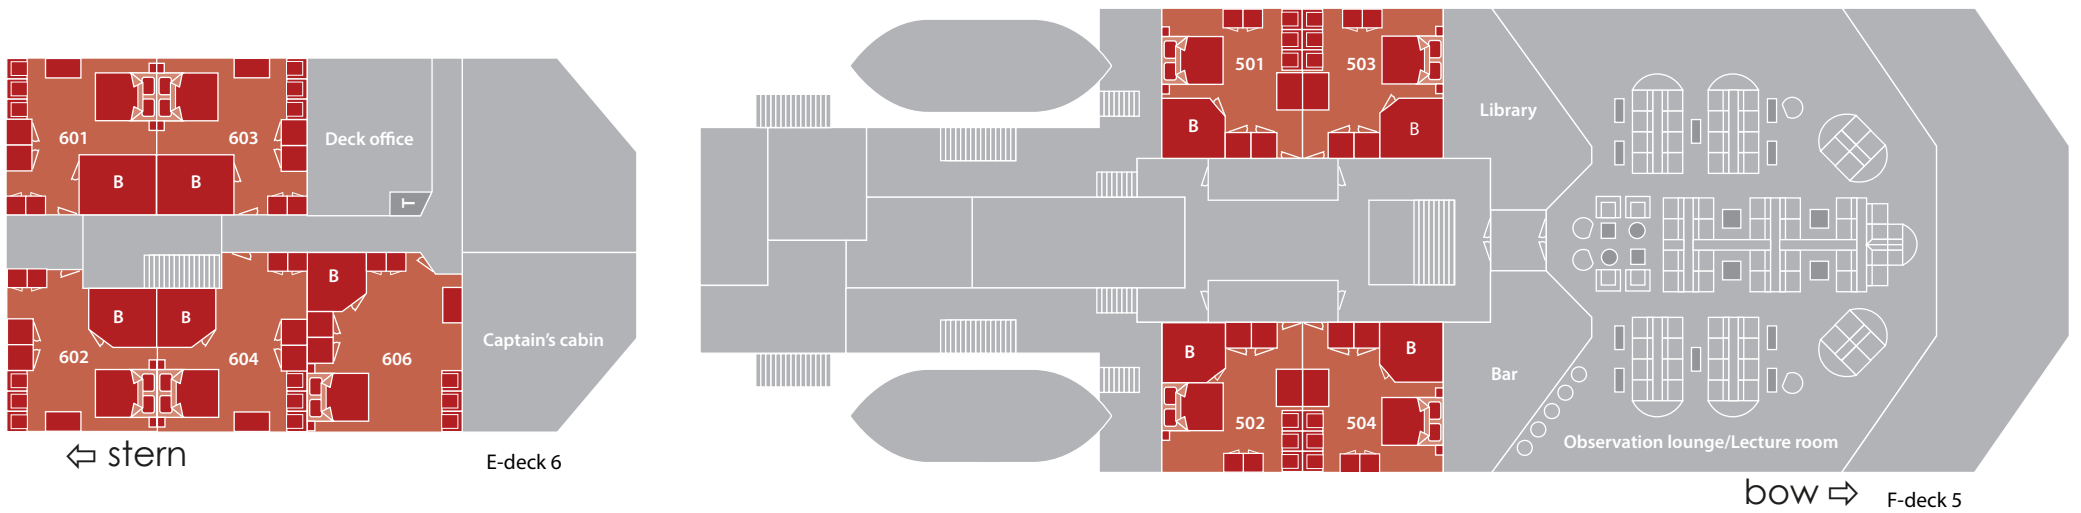 601
603
Deck office
B
B
T
B
B
B
602
604
606
Captain's cabin
stern
E-deck 6
501
503
B
B
Library
B
B
Bar
502
504
Observation lounge/Lecture room
bow
F-deck 5